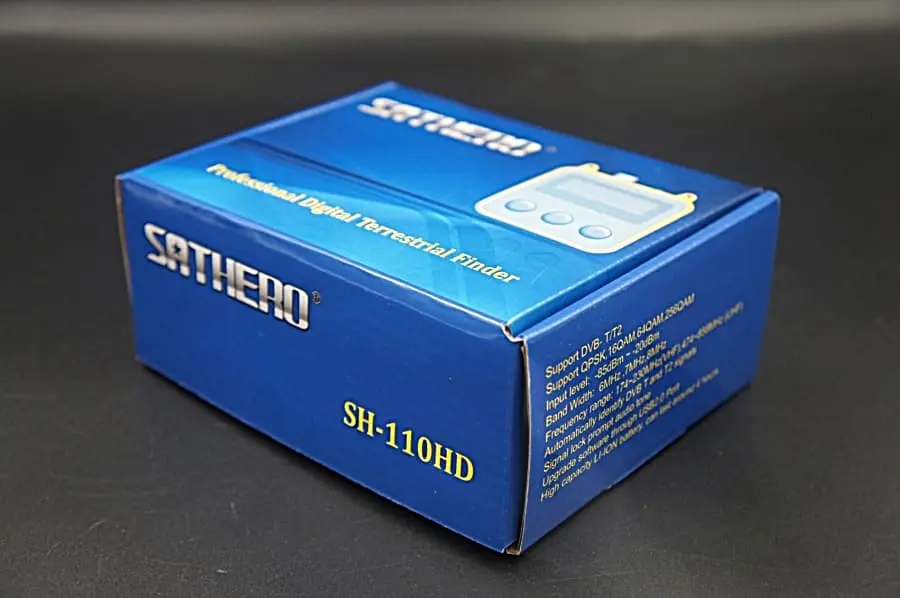 SATHERO
Professional Digital Terrestrial Finder
SATHERO®
SH-110HD
Support DVB- T/T2
Support QPSK,16QAM,64QAM,256QAM
Input level: -85dBm ~ -20dBm
Band Width: 6MHz ,7MHz,8MHz
Frequency range: 174~230MHz(VHF),474~858MHz (UHF)
Automatically identify DVB T and T2 signals
Signal lock prompt audio tone
Upgrade software through USB2.0 Port
High capacity LI-ION battery, can last around 4 hours